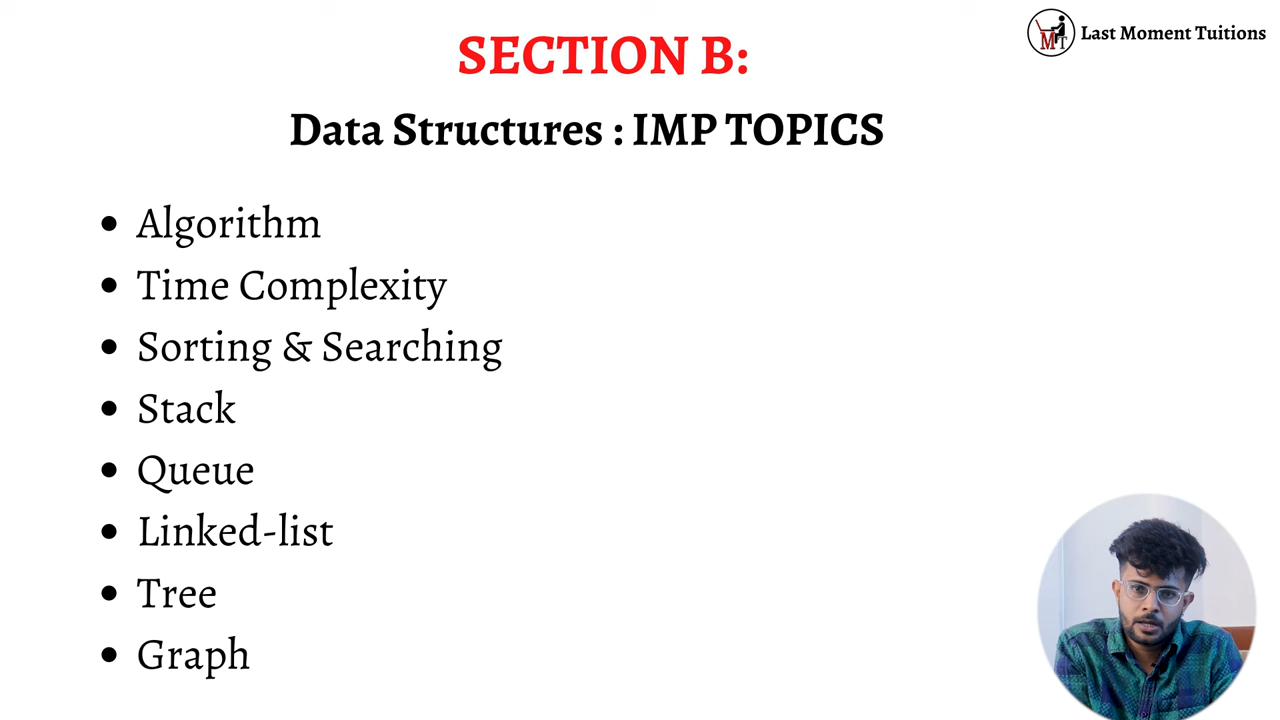 SECTION B:
MT Last Moment Tuitions
Data Structures : IMP TOPICS
• Algorithm
• Time Complexity
• Sorting & Searching
• Stack
• Queue
• Linked-list
• Tree
• Graph